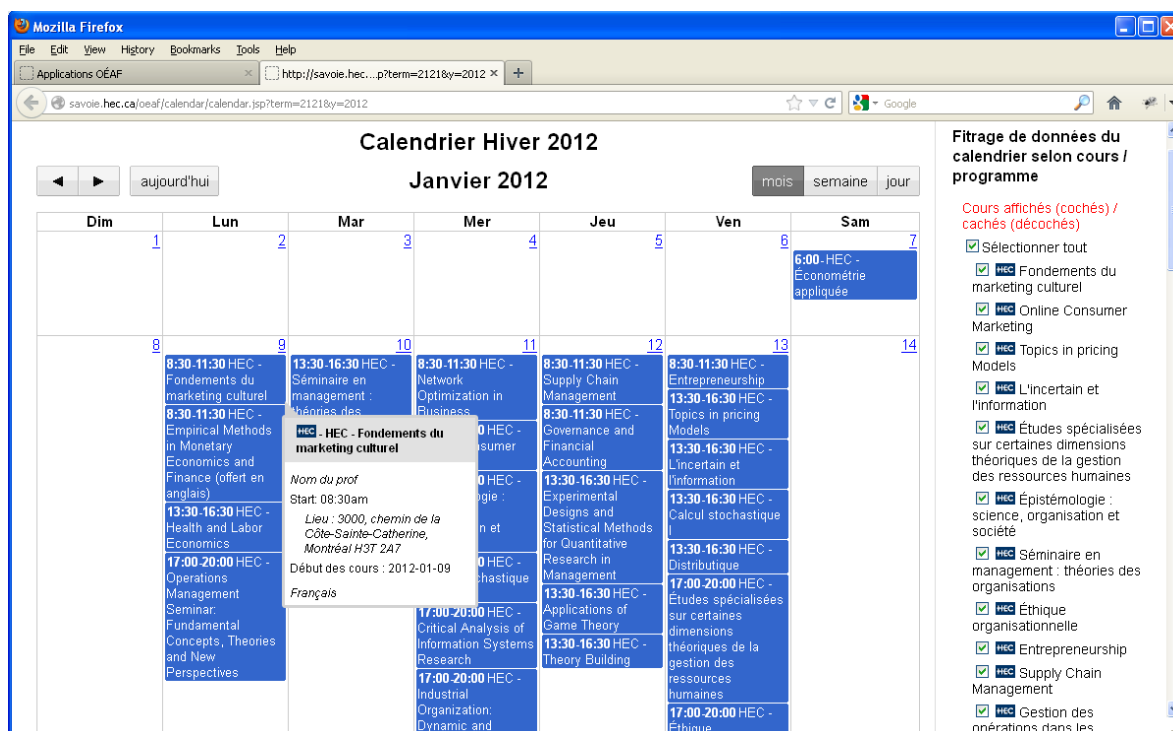 Mozilla Firefox
File Edit View History Bookmarks Tools Help
Applications OÉAF
http://savoie.hec....p?term=2121&y=2012
savoie.hec.ca/oeaf/calendar/calendar.jsp?term=2121&y=2012
Google
Calendrier Hiver 2012
aujourd'hui
Janvier 2012
mois semaine jour
Dim Lun Mar Mer Jeu Ven Sam
1 2 3 4 5 6 7
6:00-HEC -
Économétrie
appliquée
8 9 10 11 12 13 14
8:30-11:30 HEC -
Fondements du
marketing culturel
8:30-11:30 HEC -
Empirical Methods
in Monetary
Economics and
Finance (offert en
anglais)
13:30-16:30 HEC -
Health and Labor
Economics
17:00-20:00 HEC -
Operations
Management
Seminar:
Fundamental
Concepts, Theories
and New
Perspectives
13:30-16:30 HEC -
Séminaire en
management :
théories des
HEC - HEC - Fondements du
marketing culturel
Nom du prof
Start: 08:30am
Lieu : 3000, chemin de la
Côte-Sainte-Catherine,
Montréal H3T 2A7
Début des cours : 2012-01-09
Français
8:30-11:30 HEC -
Network
Optimization in
Business
0 HEC -
nsumer
0 HEC -
ogie :
n et
0 HEC -
chastique
17:00-20:00 HEC -
Critical Analysis of
Information Systems
Research
17:00-20:00 HEC -
Industrial
Organization:
Dynamic and
8:30-11:30 HEC -
Supply Chain
Management
8:30-11:30 HEC -
Governance and
Financial
Accounting
13:30-16:30 HEC -
Experimental
Designs and
Statistical Methods
for Quantitative
Research in
Management
13:30-16:30 HEC -
Applications of
Game Theory
13:30-16:30 HEC -
Theory Building
8:30-11:30 HEC -
Entrepreneurship
13:30-16:30 HEC -
Topics in pricing
Models
13:30-16:30 HEC -
L'incertain et
l'information
13:30-16:30 HEC -
Calcul stochastique
I
13:30-16:30 HEC -
Distributique
17:00-20:00 HEC -
Études spécialisées
sur certaines
dimensions
théoriques de la
gestion des
ressources
humaines
17:00-20:00 HEC -
Éthique
Fitrage de données du
calendrier selon cours /
programme
Cours affichés (cochés) /
cachés (décochés)
Sélectionner tout
HEC Fondements du
marketing culturel
HEC Online Consumer
Marketing
HEC Topics in pricing
Models
HEC L'incertain et
l'information
HEC Études spécialisées
sur certaines dimensions
théoriques de la gestion
des ressources humaines
HEC Épistémologie :
science, organisation et
société
HEC Séminaire en
management : théories des
organisations
HEC Éthique
organisationnelle
HEC Entrepreneurship
HEC Supply Chain
Management
HEC Gestion des
opérations dans les